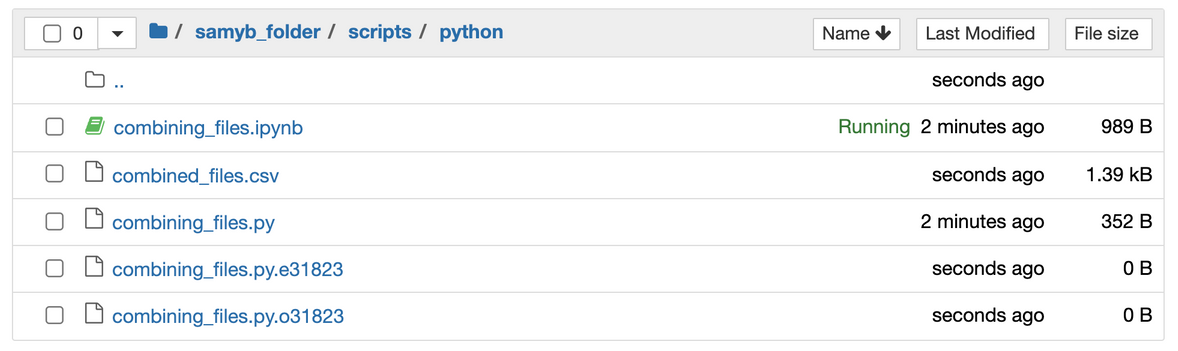 0 / samyb_folder / scripts / python Name Last Modified File size
.. seconds ago
combining_files.ipynb Running 2 minutes ago 989 B
combined_files.csv seconds ago 1.39 kB
combining_files.py 2 minutes ago 352 B
combining_files.py.e31823 seconds ago 0 B
combining_files.py.o31823 seconds ago 0 B